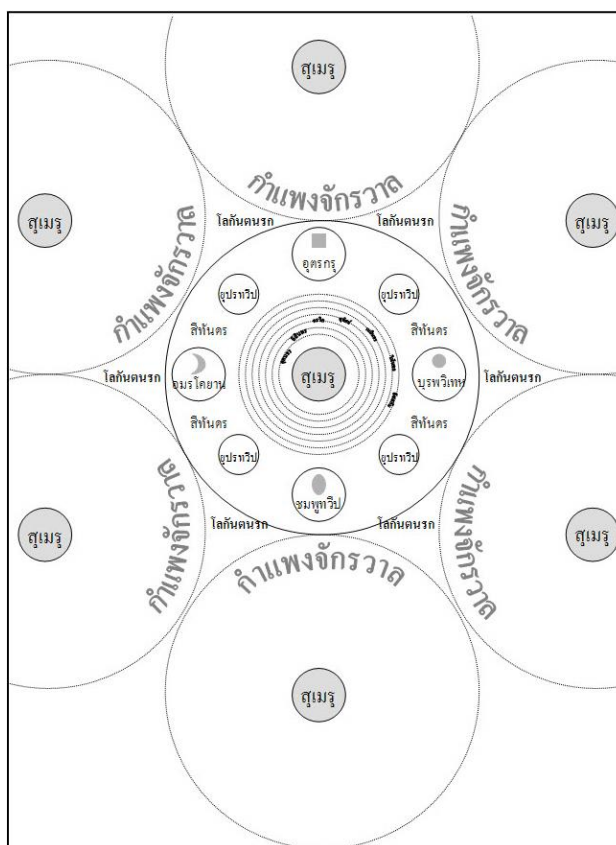 สุเมรุ
กำแพงจักรวาล
สุเมรุ
สุเมรุ
กำแพงจักรวาล
กำแพงจักรวาล
โลกันตนรก
โลกันตนรก
อุตรกุรุ
อุปรทวีป
อุปรทวีป
สีทันดร
สีทันดร
โลกันตนรก
อมรโคยาน
สุเมรุ
บุรพวิเทห
โลกันตนรก
สีทันดร
สีทันดร
อุปรทวีป
อุปรทวีป
ชมพูทวีป
โลกันตนรก
โลกันตนรก
กำแพงจักรวาล
กำแพงจักรวาล
สุเมรุ
สุเมรุ
กำแพงจักรวาล
สุเมรุ